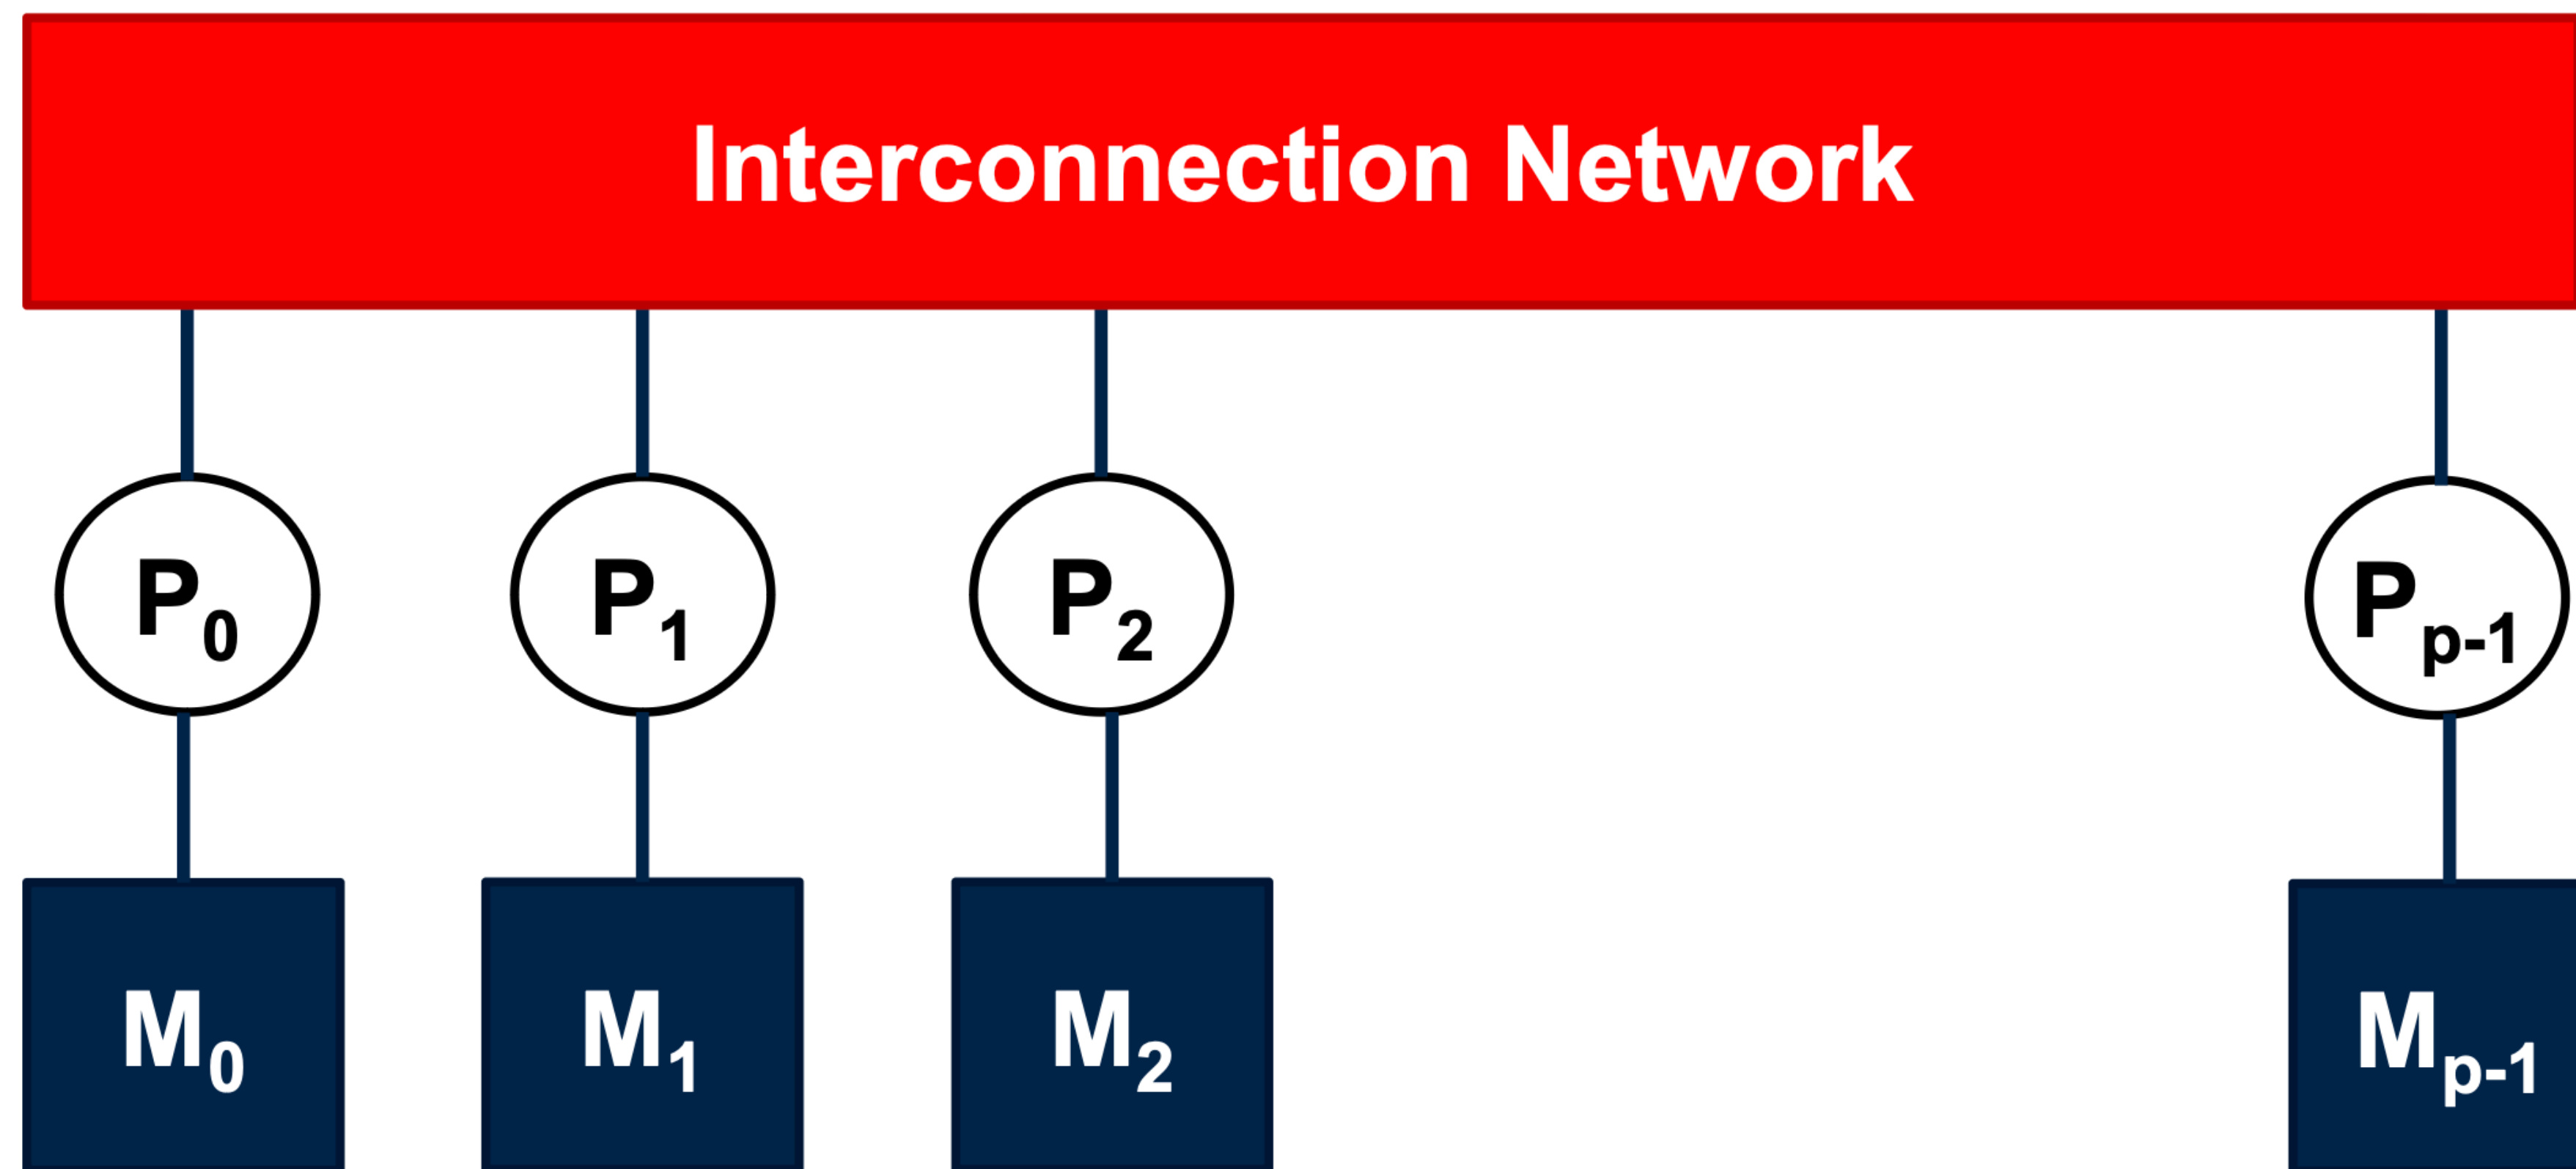 Interconnection Network
P₀ P₁ P₂ Pₚ₋₁
M₀ M₁ M₂ Mₚ₋₁